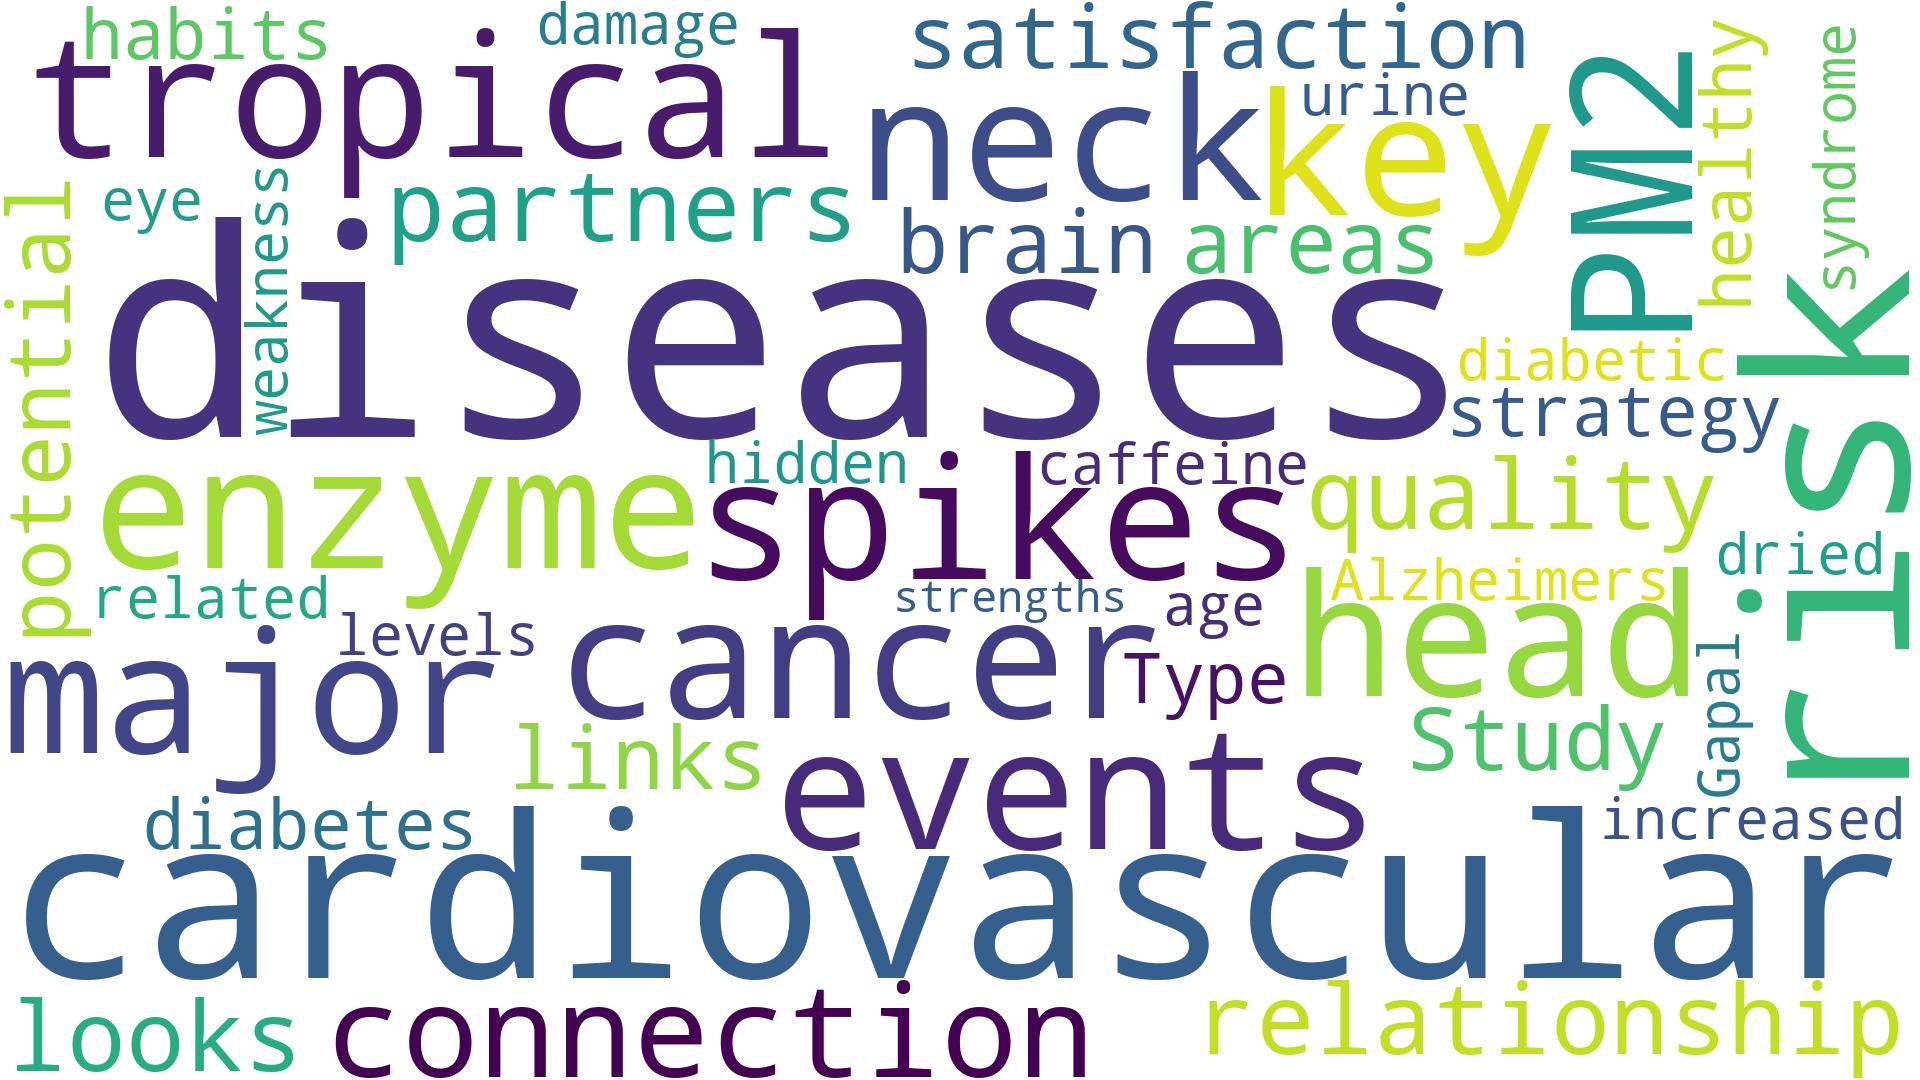 habits
damage
satisfaction
tropical
neck
key
urine
PM2
healthy
syndrome
eye
weakness
partners
brain
areas
potential
diseases
diabetic
strategy
risk
enzyme
hidden
spikes
caffeine
quality
dried
related
levels
strengths
age
Alzheimers
head
major
cancer
Type
Gapal
links
events
Study
diabetes
increased
cardiovascular
looks
connection
relationship